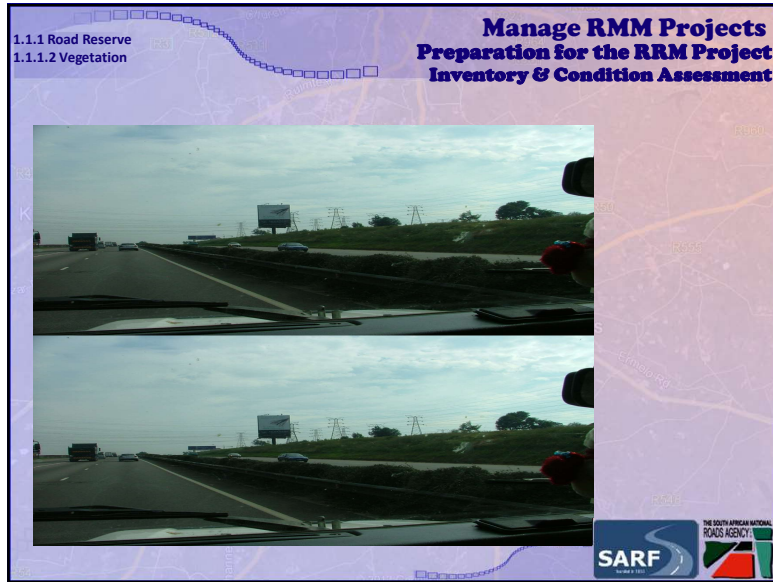 1.1.1 Road Reserve
1.1.1.2 Vegetation
Manage RMM Projects
Preparation for the RRM Project
Inventory & Condition Assessment
SARF
THE SOUTH AFRICAN NATIONAL
ROADS AGENCY